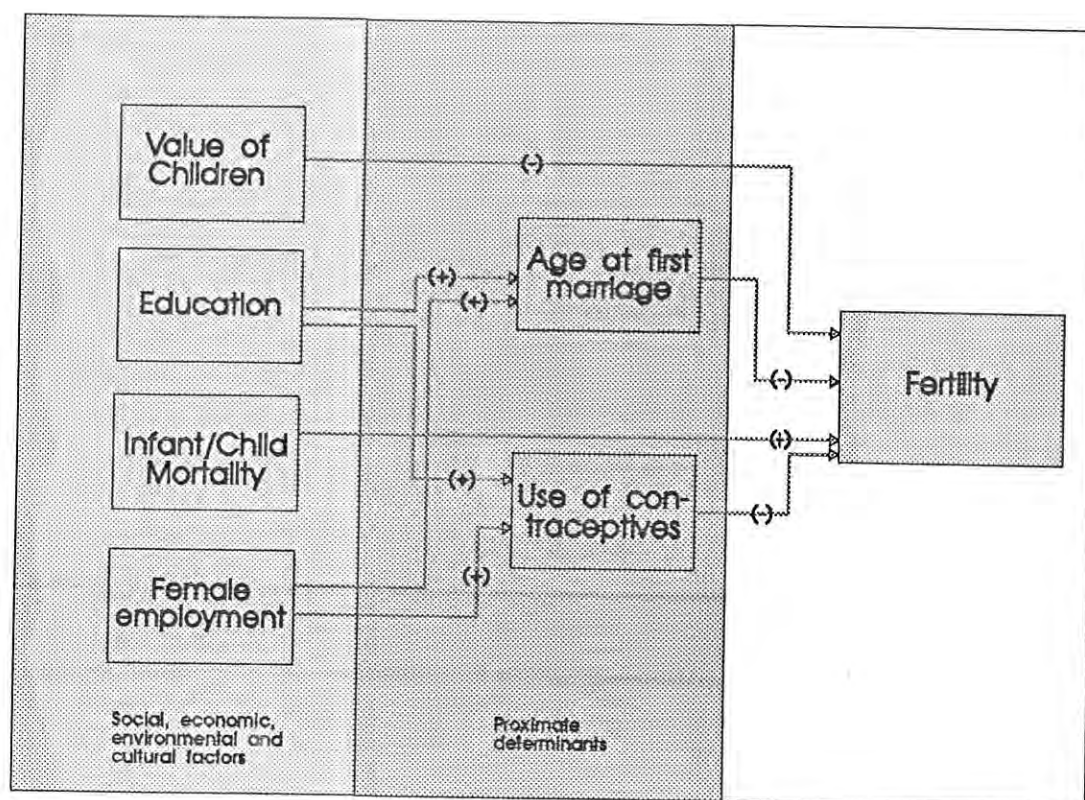 Value of
Children
(-)
Education
(+)
(+)
Age at first
marriage
(-)
Fertility
Infant/Child
Mortality
(+)
(+)
Use of con-
traceptives
(-)
Female
employment
(+)
Social, economic,
environmental and
cultural factors
Proximate
determinants